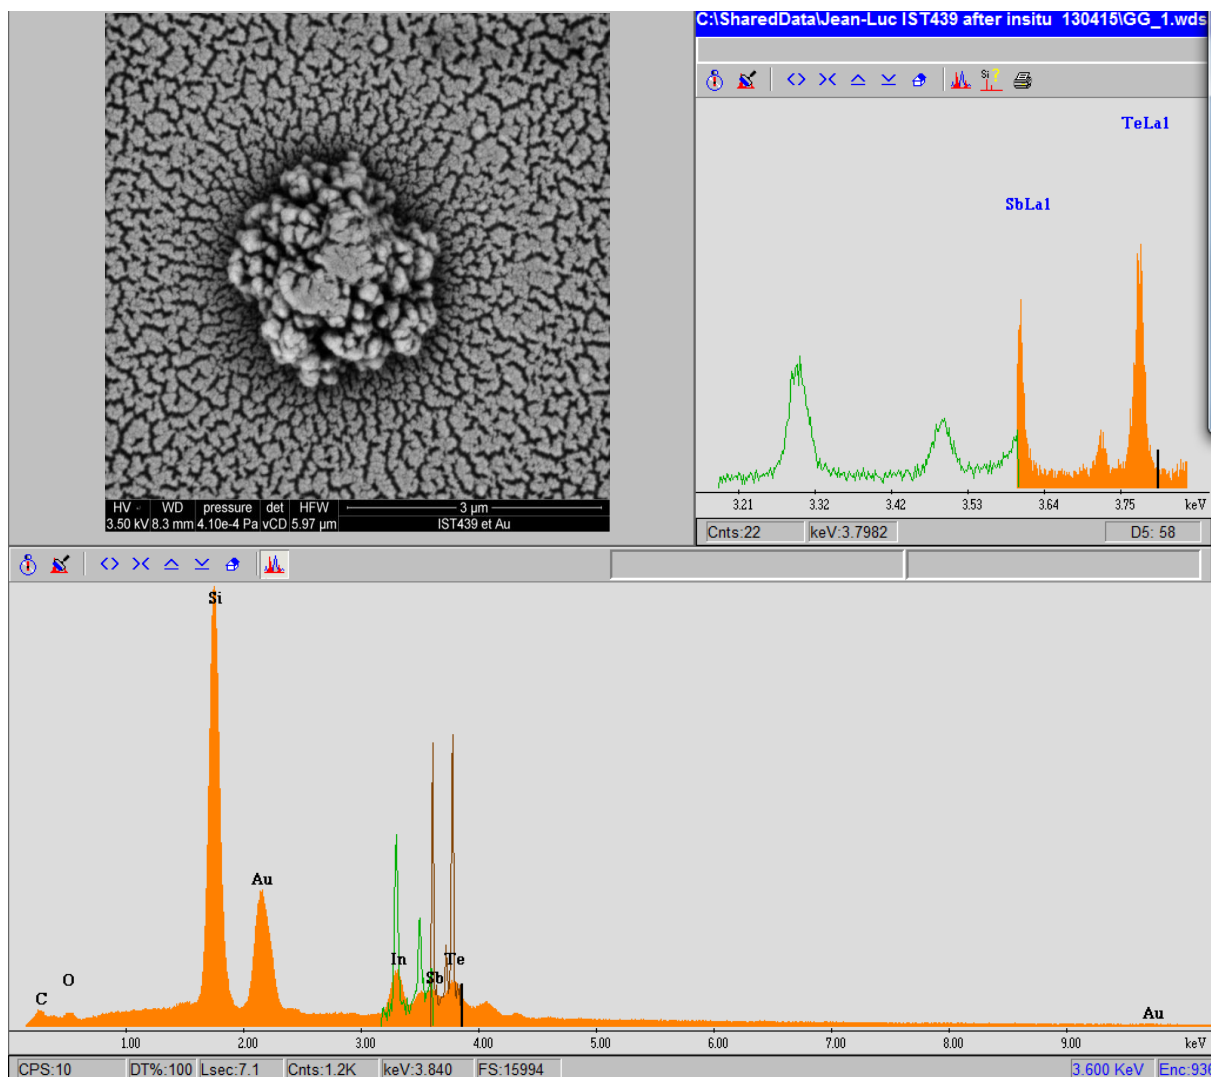 C:\SharedData\Jean-Luc IST439 after insitu 130415\GG_1.wds
Si ?
TeLa1
SbLa1
3.21 3.32 3.42 3.53 3.64 3.75 keV
Cnts:22 keV:3.7982 D5: 58
HV WD pressure det HFW 3 µm
3.50 kV 8.3 mm 4.10e-4 Pa vCD 5.97 µm IST439 et Au
Si
Au
In Sb Te
O
C
Au
1.00 2.00 3.00 4.00 5.00 6.00 7.00 8.00 9.00 keV
CPS:10 DT%:100 Lsec:7.1 Cnts:1.2K keV:3.840 FS:15994 3.600 KeV Enc:936